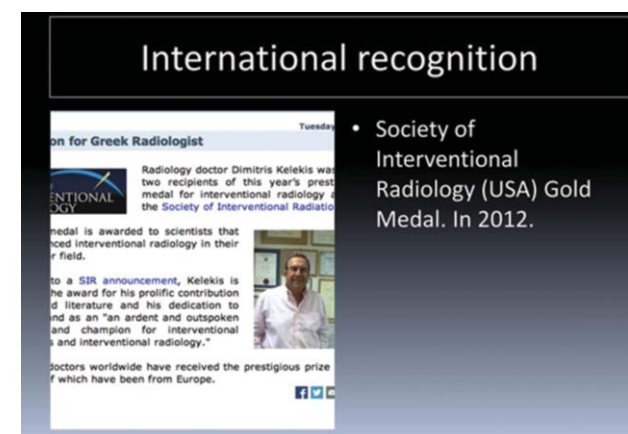 International recognition
Tuesday
on for Greek Radiologist
Radiology doctor Dimitris Kelekis was
two recipients of this year's prest
medal for interventional radiology a
the Society of Interventional Radiatio
ENTIONAL
OGY
medal is awarded to scientists that
nced interventional radiology in their
r field.
to a SIR announcement, Kelekis is
he award for his prolific contribution
d literature and his dedication to
nd as an "an ardent and outspoken
and champion for interventional
s and interventional radiology."
doctors worldwide have received the prestigious prize
f which have been from Europe.
• Society of
Interventional
Radiology (USA) Gold
Medal. In 2012.